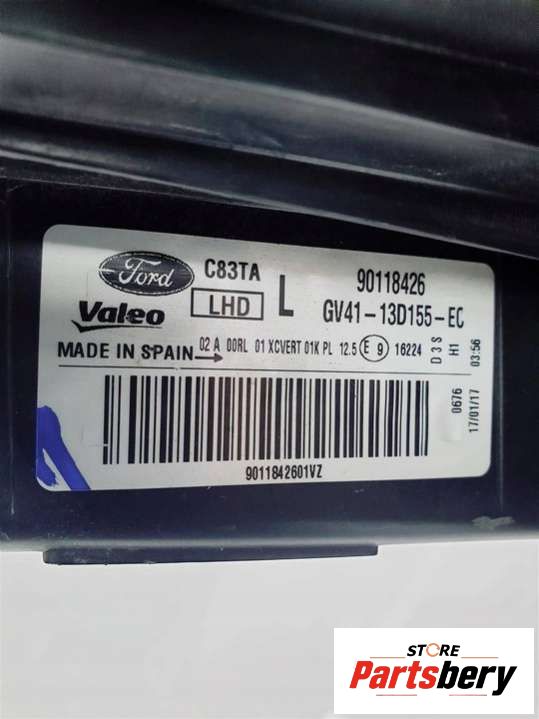 Ford C83TA 90118426
Valeo LHD L GV41-13D155-EC
MADE IN SPAIN 02 A 00RL 01 XCVERT 01K PL 12.5 E 9 16224
D3S 0676
H1 17/01/17 03:56
9011842601VZ
STORE
Partsbery